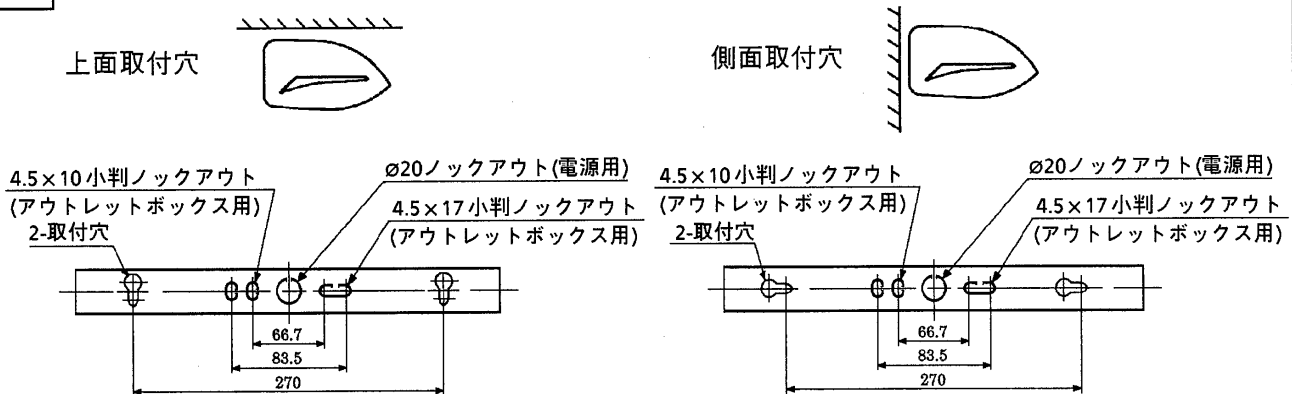 上面取付穴
4.5×10小判ノックアウト
(アウトレットボックス用)
2-取付穴
ø20ノックアウト(電源用)
4.5×17小判ノックアウト
(アウトレットボックス用)
66.7
83.5
270
側面取付穴
4.5×10小判ノックアウト
(アウトレットボックス用)
2-取付穴
ø20ノックアウト(電源用)
4.5×17小判ノックアウト
(アウトレットボックス用)
66.7
83.5
270